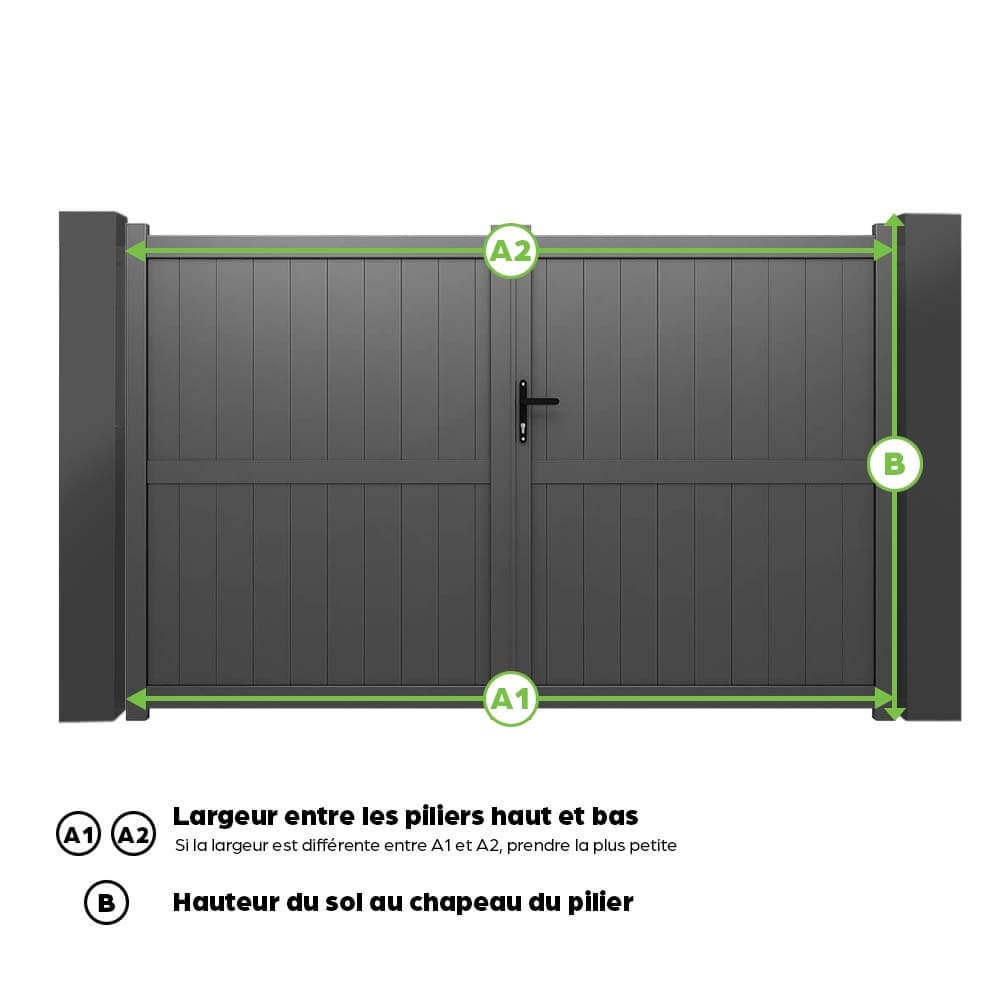 A2
B
A1
A1 A2 Largeur entre les piliers haut et bas
Si la largeur est différente entre A1 et A2, prendre la plus petite
B Hauteur du sol au chapeau du pilier